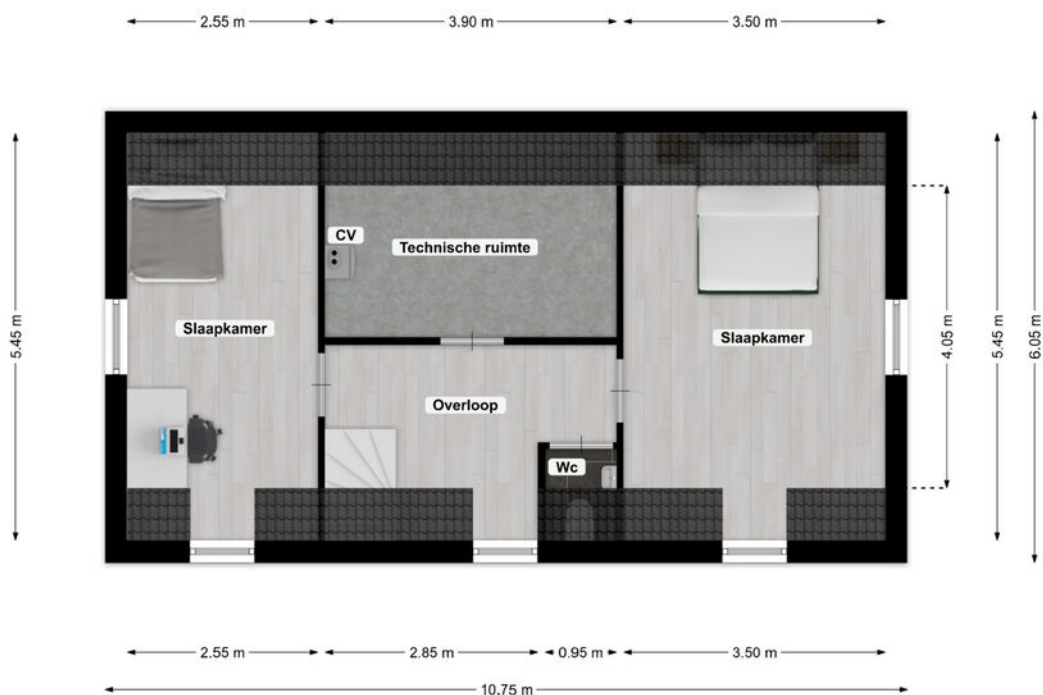 2.55 m
3.90 m
3.50 m
5.45 m
CV
Technische ruimte
Slaapkamer
Slaapkamer
Overloop
Wc
4.05 m
5.45 m
6.05 m
2.55 m
2.85 m
0.95 m
3.50 m
10.75 m